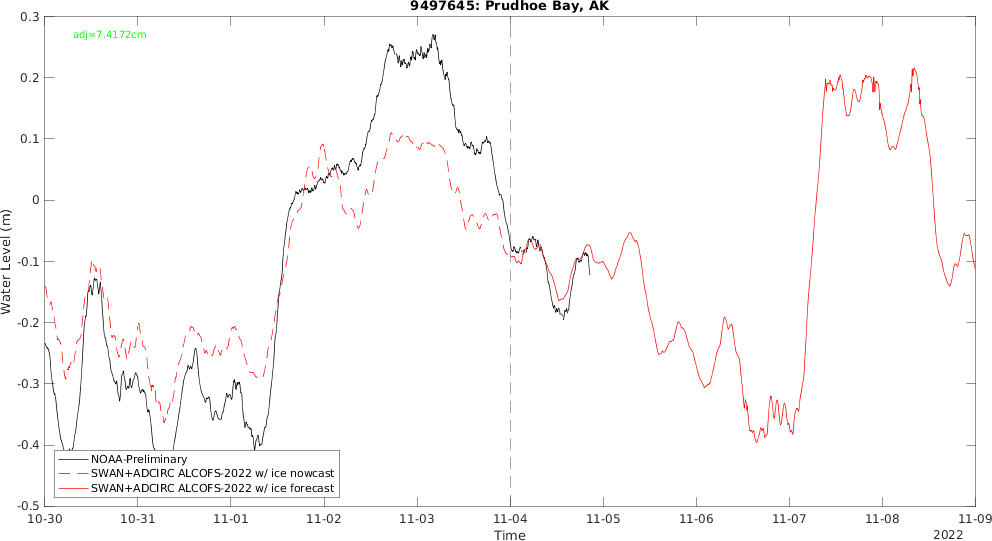 9497645: Prudhoe Bay, AK
adj=7.4172cm
0.3
0.2
0.1
0
-0.1
-0.2
-0.3
-0.4
-0.5
Water Level (m)
NOAA-Preliminary
SWAN+ADCIRC ALCOFS-2022 w/ ice nowcast
SWAN+ADCIRC ALCOFS-2022 w/ ice forecast
10-30 10-31 11-01 11-02 11-03 11-04 11-05 11-06 11-07 11-08 11-09
Time
2022